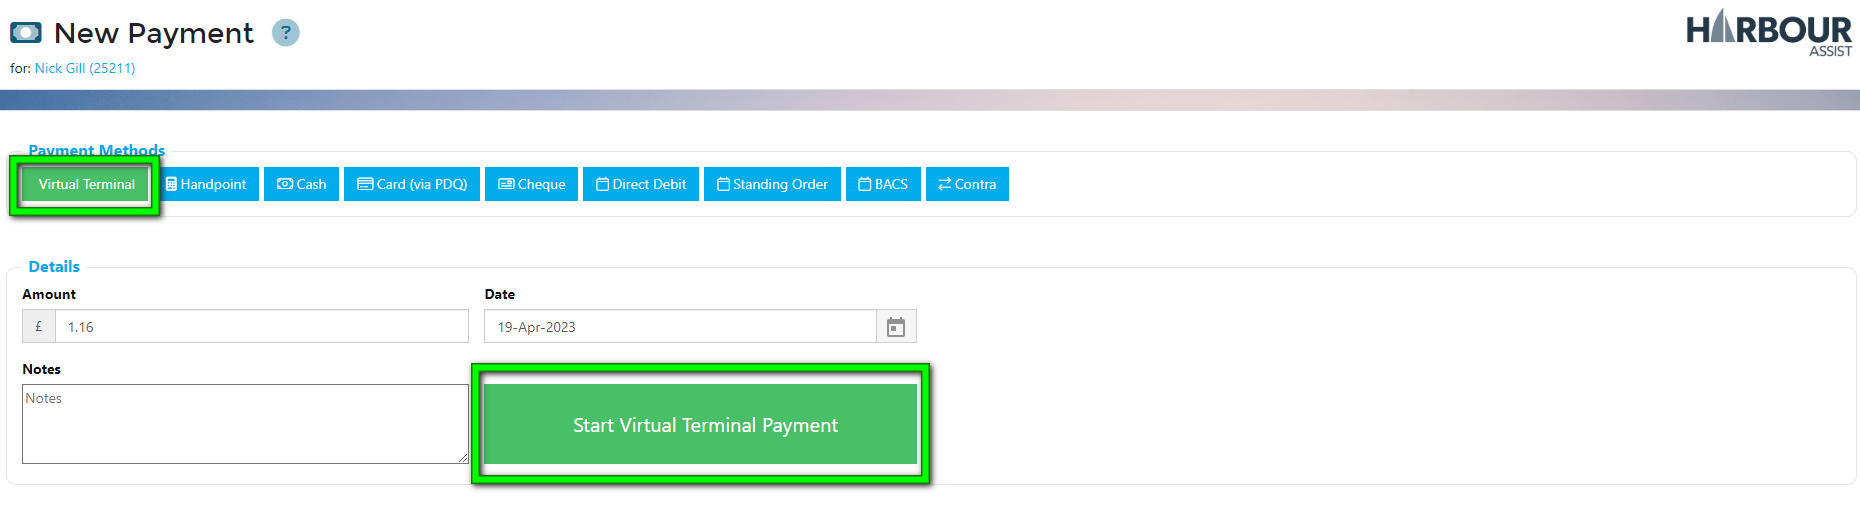 New Payment ?
for: Nick Gill (25211)
HARBOUR
ASSIST
Payment Methods
Virtual Terminal Handpoint Cash Card (via PDQ) Cheque Direct Debit Standing Order BACS Contra
Details
Amount Date
£ 1.16 19-Apr-2023
Notes
Notes
Start Virtual Terminal Payment